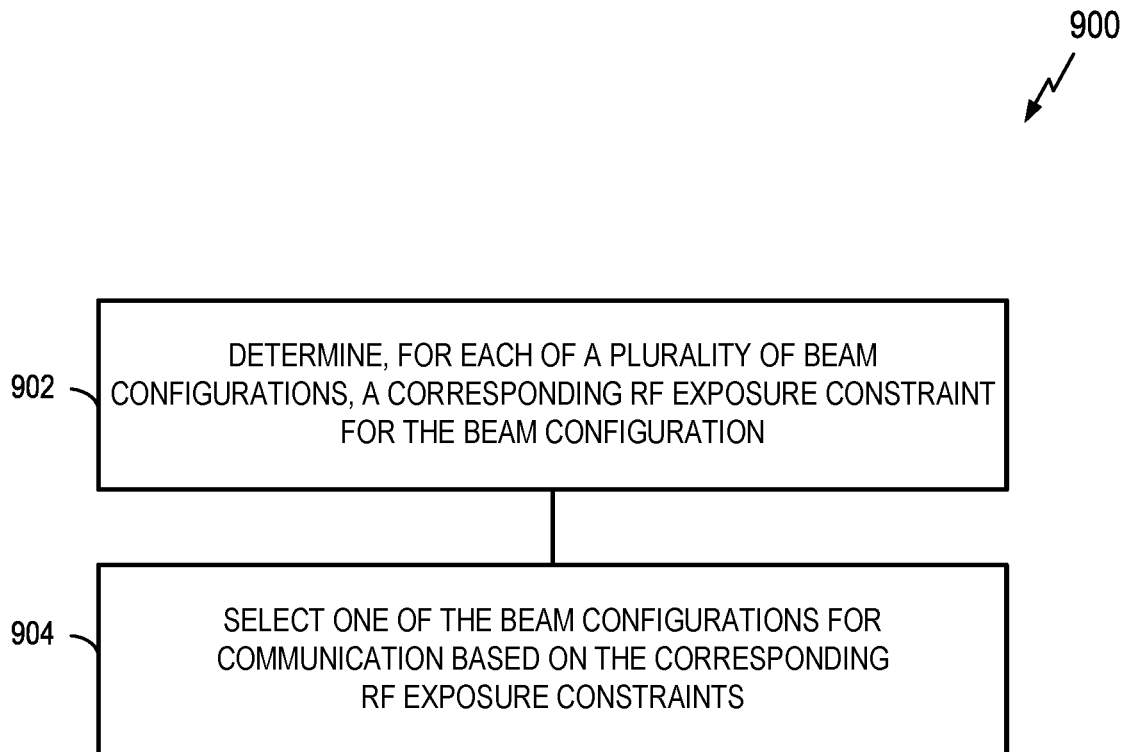 900
902
DETERMINE, FOR EACH OF A PLURALITY OF BEAM
CONFIGURATIONS, A CORRESPONDING RF EXPOSURE CONSTRAINT
FOR THE BEAM CONFIGURATION
904
SELECT ONE OF THE BEAM CONFIGURATIONS FOR
COMMUNICATION BASED ON THE CORRESPONDING
RF EXPOSURE CONSTRAINTS